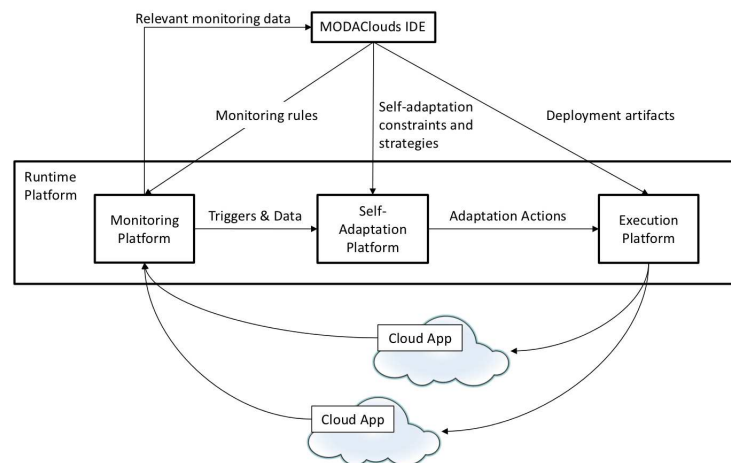 Relevant monitoring data
MODAClouds IDE
Monitoring rules
Self-adaptation
constraints and
strategies
Deployment artifacts
Runtime
Platform
Monitoring
Platform
Triggers & Data
Self-
Adaptation
Platform
Adaptation Actions
Execution
Platform
Cloud App
Cloud App